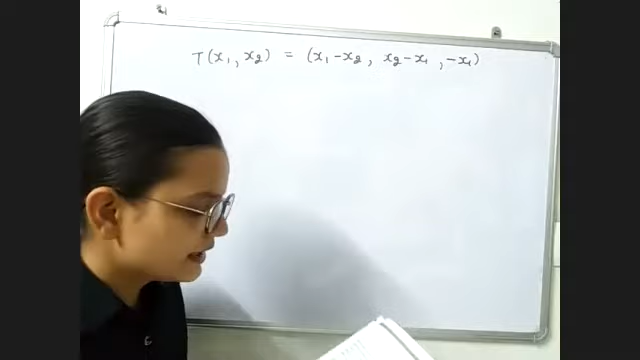 T(x₁, x₂) = (x₁-x₂, x₂-x₁, -x₁)